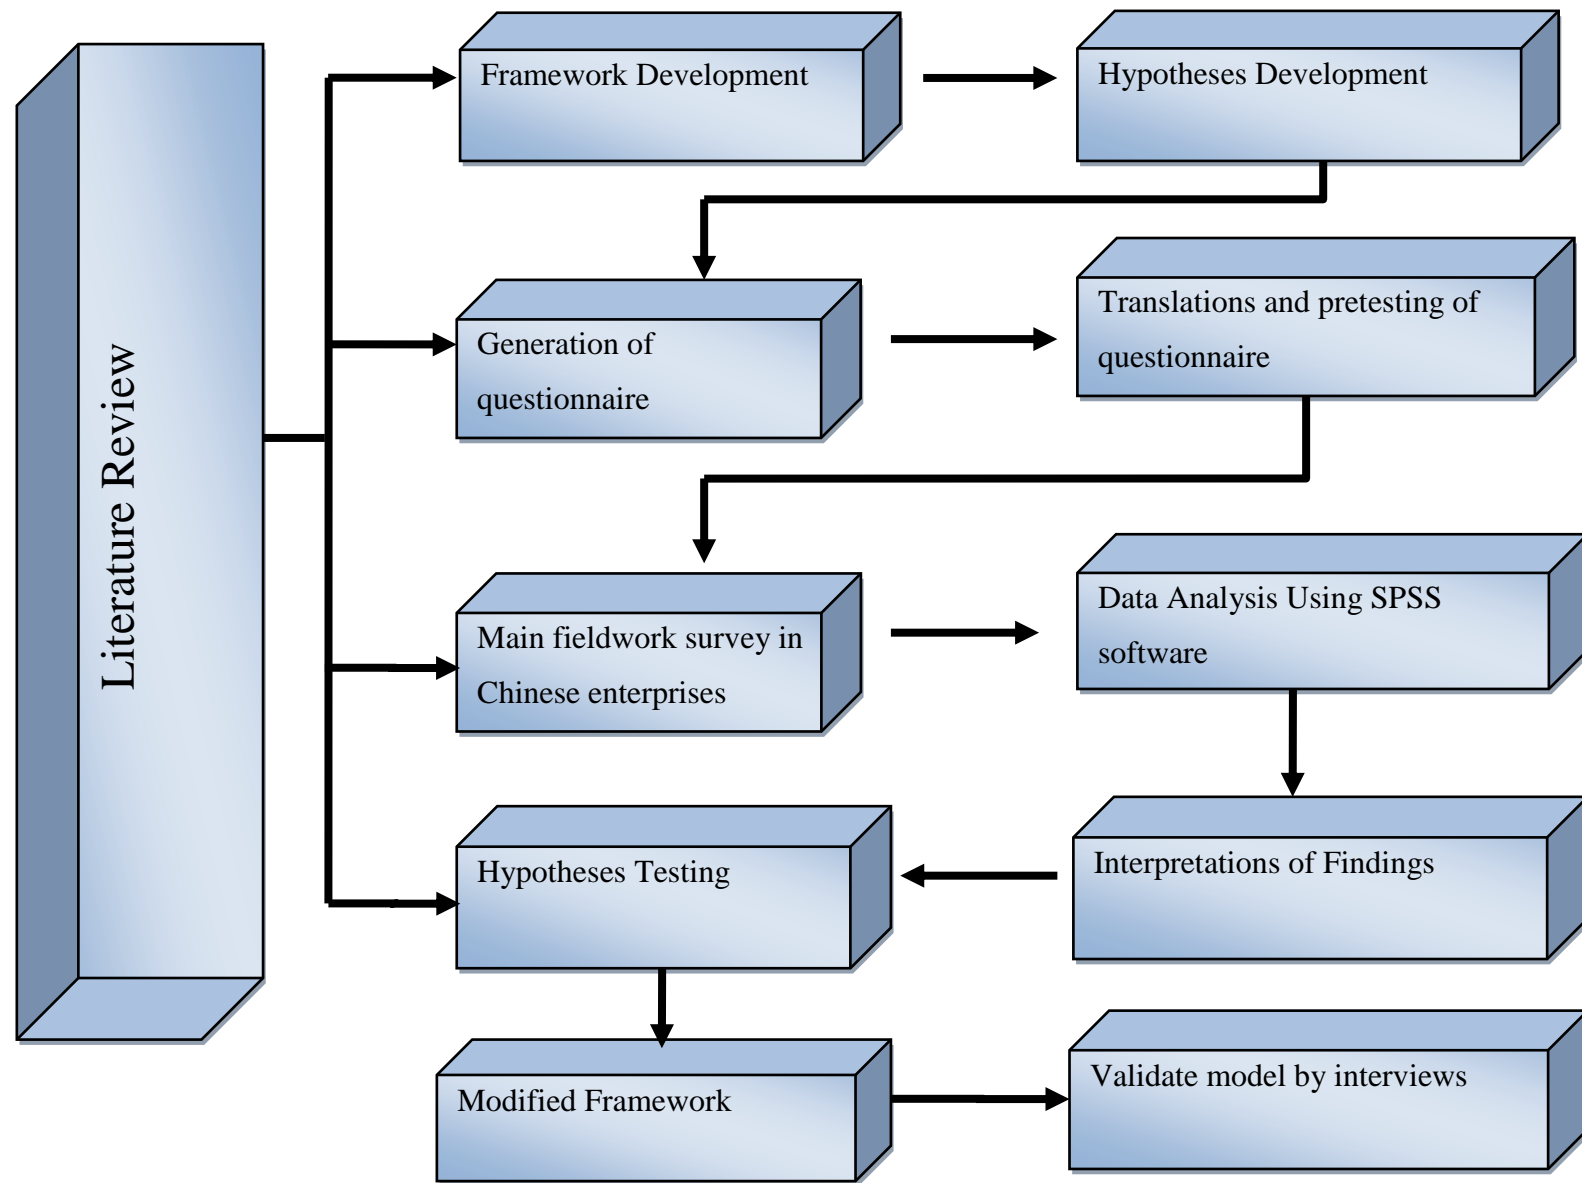 Literature Review
Framework Development
Hypotheses Development
Generation of
questionnaire
Translations and pretesting of
questionnaire
Main fieldwork survey in
Chinese enterprises
Data Analysis Using SPSS
software
Hypotheses Testing
Interpretations of Findings
Modified Framework
Validate model by interviews